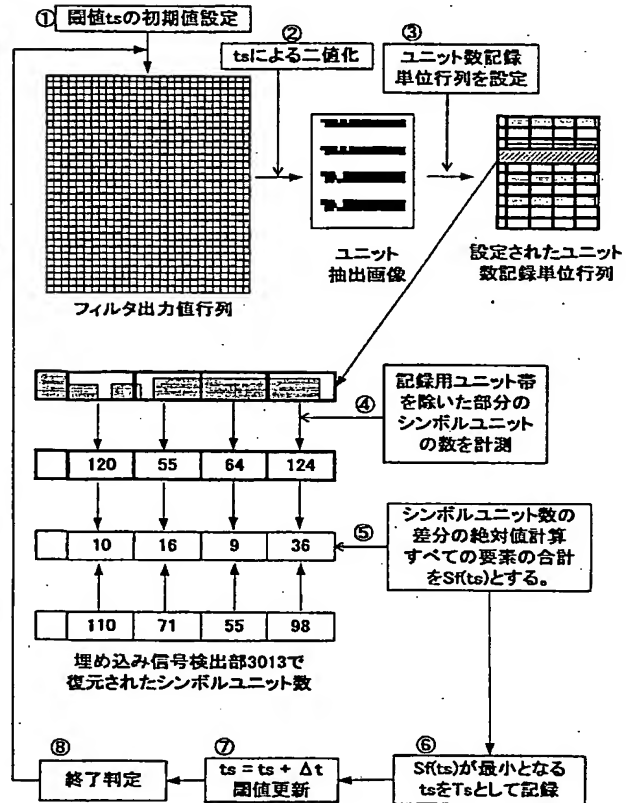 ① 閾値tsの初期値設定
②
tsによる二値化
③
ユニット数記録
単位行列を設定
フィルタ出力値行列
ユニット
抽出画像
設定されたユニット
数記録単位行列
④
記録用ユニット帯
を除いた部分の
シンボルユニット
の数を計測
120 55 64 124
⑤
シンボルユニット数の
差分の絶対値計算
すべての要素の合計
をSf(ts)とする。
10 16 9 36
110 71 55 98
埋め込み信号検出部3013で
復元されたシンボルユニット数
⑧
終了判定
⑦
ts = ts + Δt
閾値更新
⑥
Sf(ts)が最小となる
tsをTsとして記録